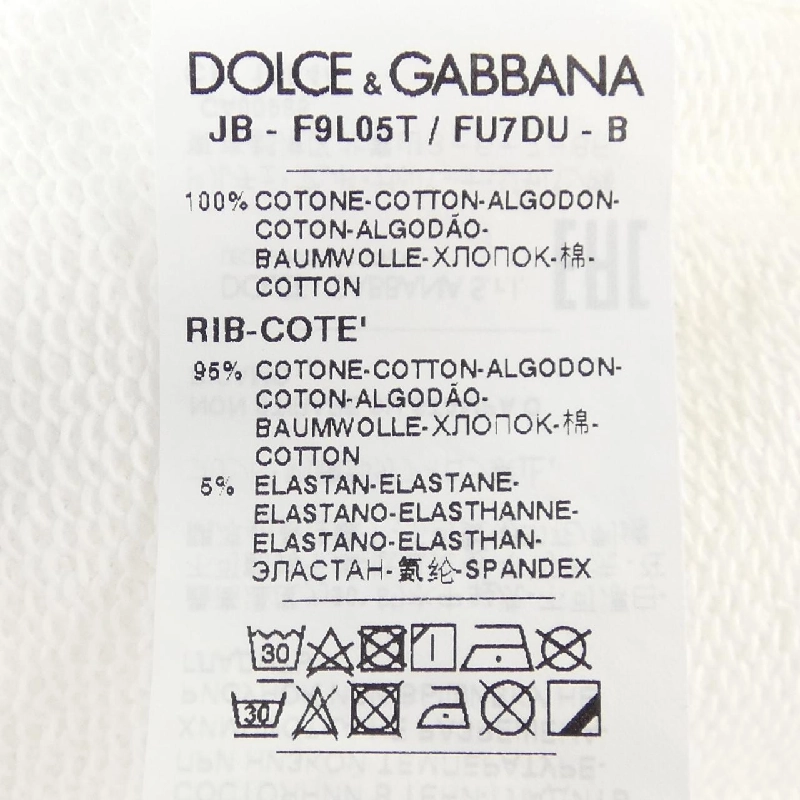 DOLCE & GABBANA
JB - F9L05T / FU7DU - B
100% COTONE-COTTON-ALGODON-
COTON-ALGODÃO-
BAUMWOLLE-ХЛОПОК-棉-
COTTON
RIB-COTE'
95% COTONE-COTTON-ALGODON-
COTON-ALGODÃO-
BAUMWOLLE-ХЛОПОК-棉-
COTTON
5% ELASTAN-ELASTANE-
ELASTANO-ELASTHANNE-
ELASTANO-ELASTHAN-
ЭЛАСТАН-氨纶-SPANDEX
30
30